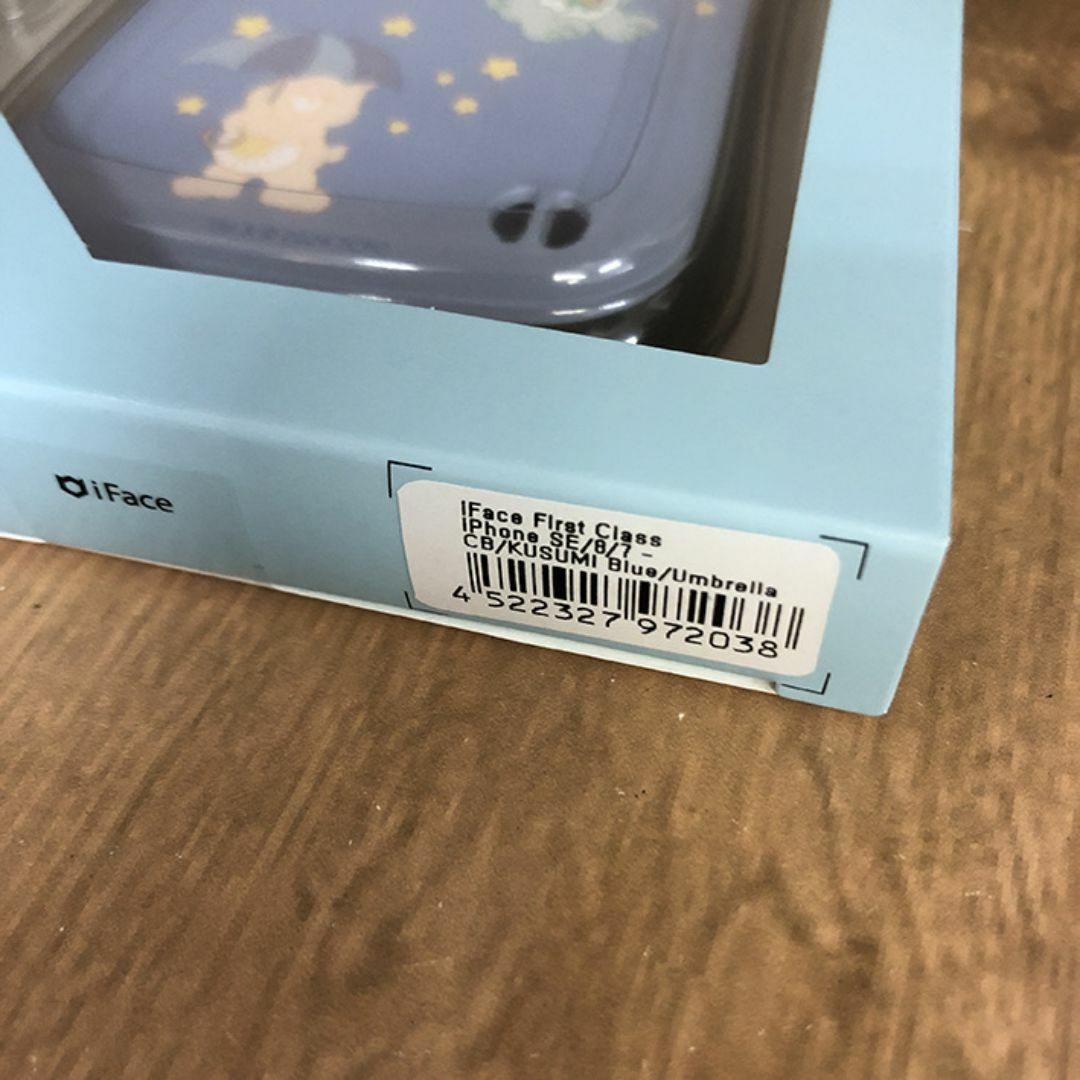 iFace
iFace First Class
iPhone SE/8/7 -
CB/KUSUMI Blue/Umbrella
4 522327 972038